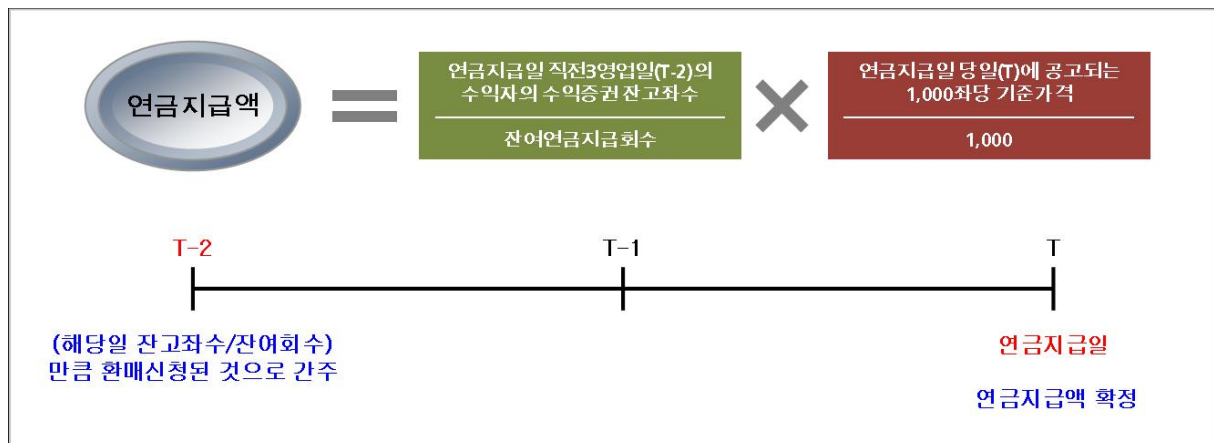 연금지급액
연금지급일 직전3영업일(T-2)의
수익자의 수익증권 잔고좌수
잔여연금지급회수
연금지급일 당일(T)에 공고되는
1,000좌당 기준가격
1,000
T-2
T-1
T
(해당일 잔고좌수/잔여회수)
만큼 환매신청된 것으로 간주
연금지급일
연금지급액 확정